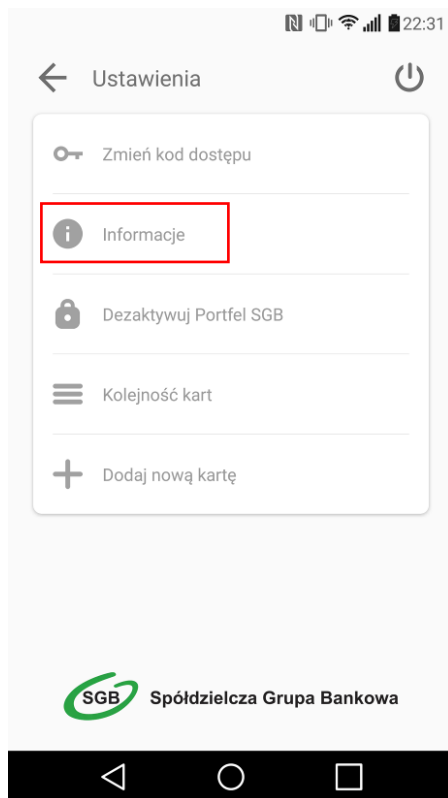 22:31
Ustawienia
Zmień kod dostępu
Informacje
Dezaktywuj Portfel SGB
Kolejność kart
Dodaj nową kartę
SGB Spółdzielcza Grupa Bankowa